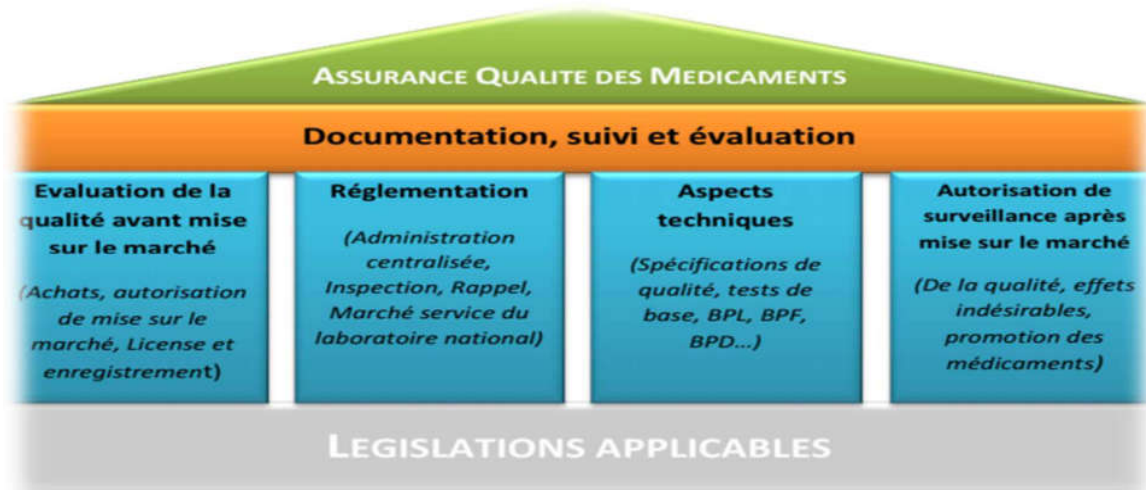 ASSURANCE QUALITE DES MEDICAMENTS
Documentation, suivi et évaluation
Evaluation de la
qualité avant mise
sur le marché
(Achats, autorisation
de mise sur le
marché, License et
enregistrement)
Réglementation
(Administration
centralisée,
Inspection, Rappel,
Marché service du
laboratoire national)
Aspects
techniques
(Spécifications de
qualité, tests de
base, BPL, BPF,
BPD...)
Autorisation de
surveillance après
mise sur le marché
(De la qualité, effets
indésirables,
promotion des
médicaments)
LEGISLATIONS APPLICABLES